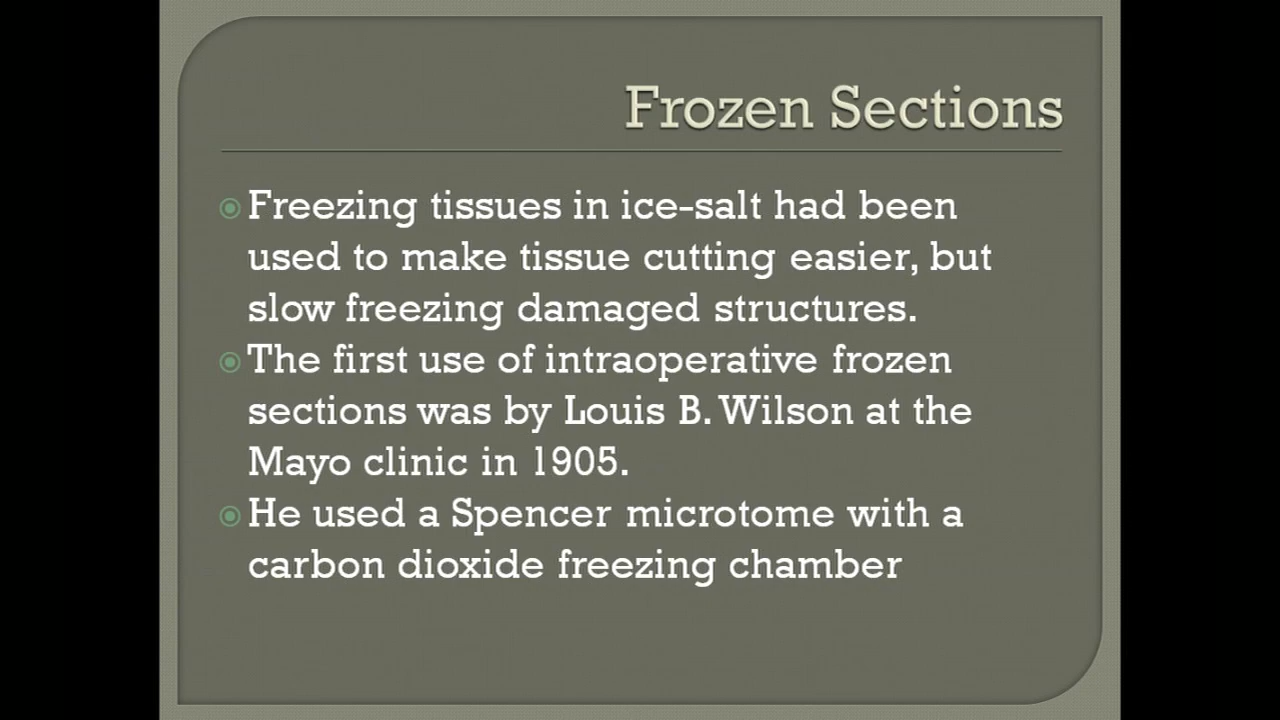 Frozen Sections
Freezing tissues in ice-salt had been
used to make tissue cutting easier, but
slow freezing damaged structures.
The first use of intraoperative frozen
sections was by Louis B. Wilson at the
Mayo clinic in 1905.
He used a Spencer microtome with a
carbon dioxide freezing chamber